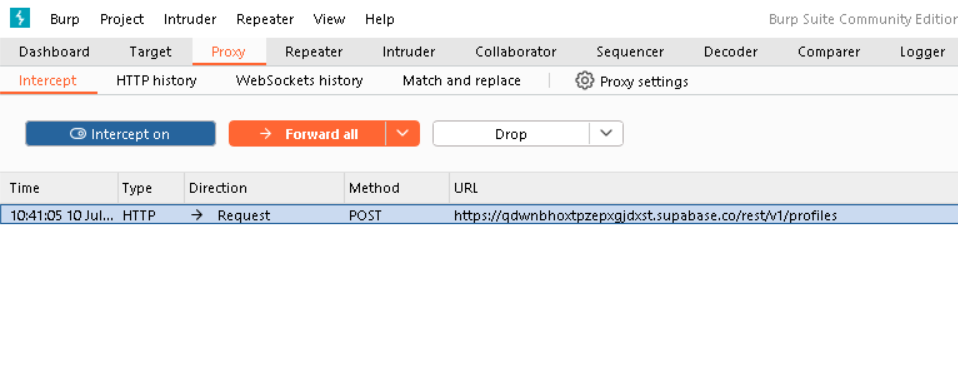 Burp Project Intruder Repeater View Help Burp Suite Community Edition
Dashboard Target Proxy Repeater Intruder Collaborator Sequencer Decoder Comparer Logger
Intercept HTTP history WebSockets history Match and replace Proxy settings
Intercept on → Forward all Drop
Time Type Direction Method URL
10:41:05 10 Jul... HTTP → Request POST https://qdwnbhoxtpzepxgjdxst.supabase.co/rest/v1/profiles